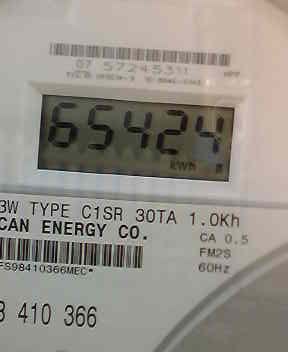 07 57245311
65424
kWh
3W TYPE C1SR 30TA 1.0Kh
CAN ENERGY CO.
CA 0.5
FM2S
60Hz
FS98410366MEC*
3 410 366